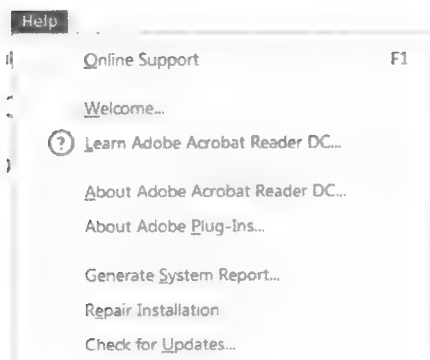 Help
Online Support F1
Welcome...
? Learn Adobe Acrobat Reader DC...
About Adobe Acrobat Reader DC...
About Adobe Plug-Ins...
Generate System Report...
Repair Installation
Check for Updates...